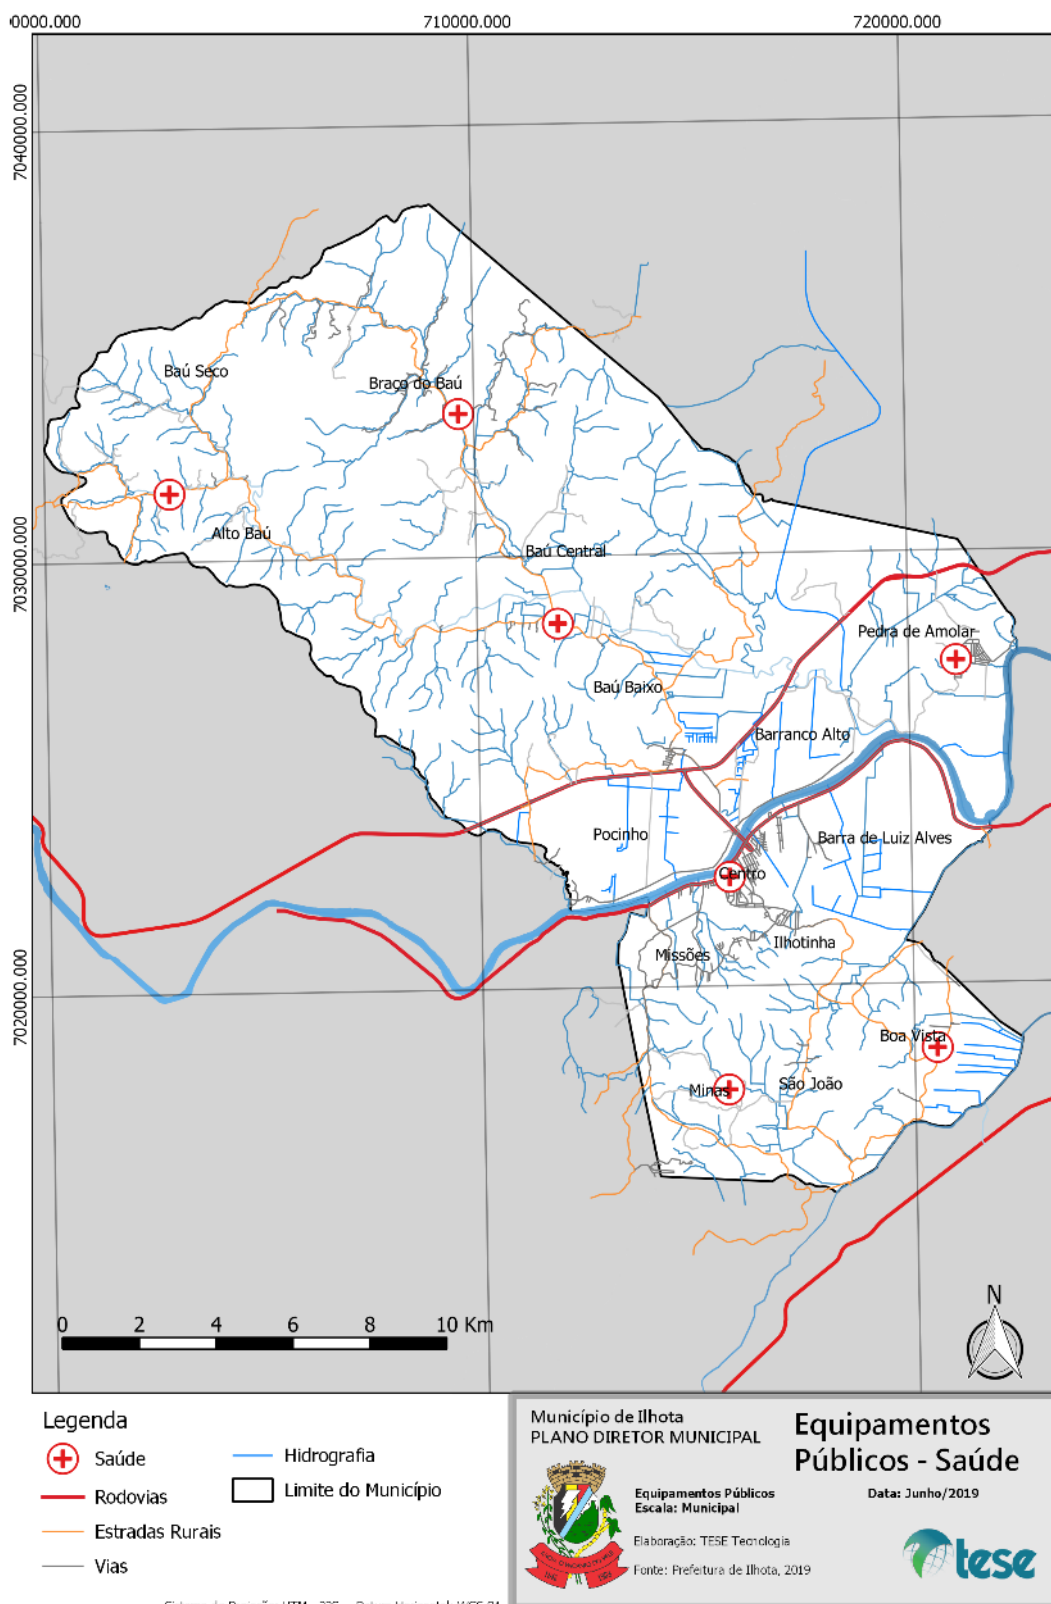 0000.000
710000.000
720000.000
7040000.000
7030000.000
7020000.000
Baú Seco
Braço do Baú
Alto Baú
Baú Central
Pedra de Amolar
Baú Baixo
Barranco Alto
Pocinho
Barra de Luiz Alves
Centro
Ilhotinha
Missões
Boa Vista
São João
Minas
N
0 2 4 6 8 10 Km
Legenda
Saúde
Rodovias
Estradas Rurais
Vias
Hidrografia
Limite do Município
Município de Ilhota
PLANO DIRETOR MUNICIPAL
Equipamentos
Públicos - Saúde
Equipamentos Públicos
Escala: Municipal
Data: Junho/2019
Elaboração: TESE Tecnologia
Fonte: Prefeitura de Ilhota, 2019
tese